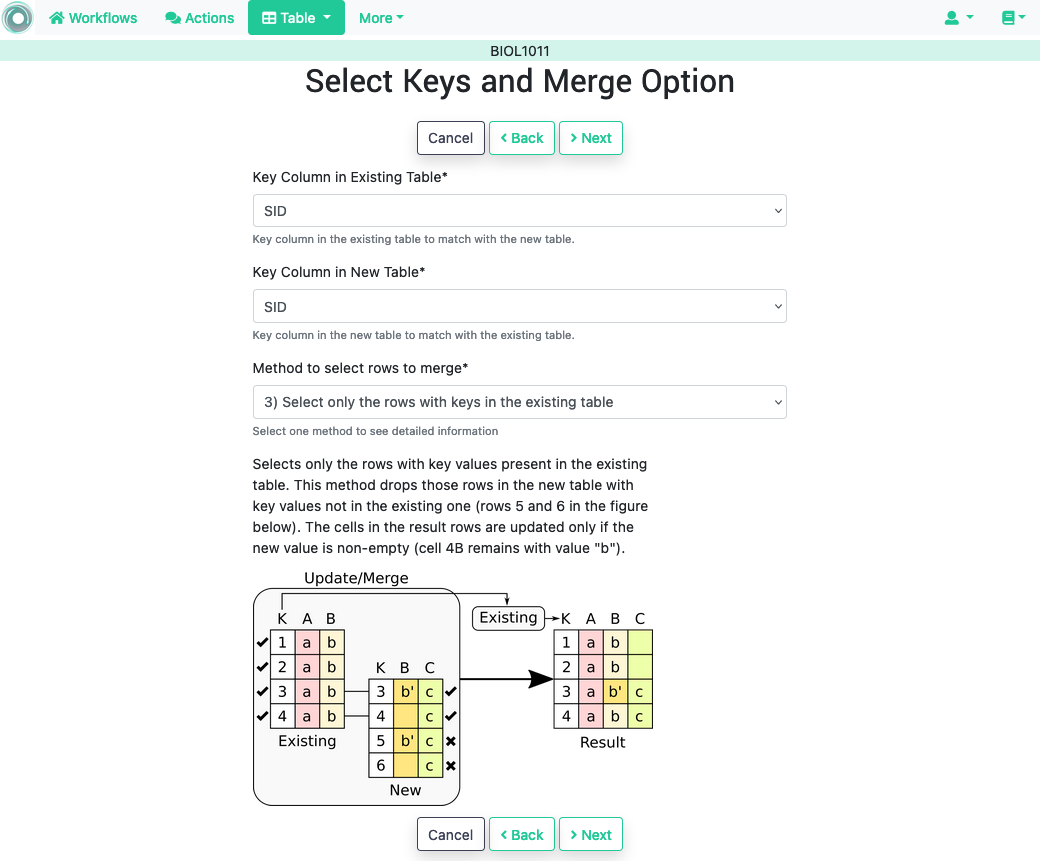 Workflows Actions Table More
BIOL1011
Select Keys and Merge Option
Cancel Back Next
Key Column in Existing Table*
SID
Key column in the existing table to match with the new table.
Key Column in New Table*
SID
Key column in the new table to match with the existing table.
Method to select rows to merge*
3) Select only the rows with keys in the existing table
Select one method to see detailed information
Selects only the rows with key values present in the existing
table. This method drops those rows in the new table with
key values not in the existing one (rows 5 and 6 in the figure
below). The cells in the result rows are updated only if the
new value is non-empty (cell 4B remains with value "b").
Update/Merge
K A B
1 a b
2 a b
3 a b
4 a b
Existing
K B C
3 b' c
4 c
5 b' c
6 c
New
Existing
K A B C
1 a b
2 a b
3 a b' c
4 a b c
Result
Cancel Back Next